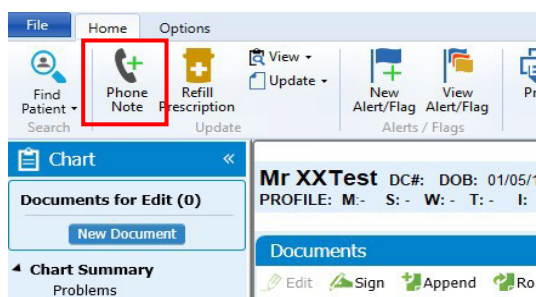 File Home Options
Find Patient
Phone Note
Refill Prescription
View
Update
New Alert/Flag
View Alert/Flag
Search
Update
Alerts / Flags
Chart «
Documents for Edit (0)
New Document
Chart Summary
Problems
Mr XXTest DC#: DOB: 01/05/1
PROFILE: M:- S: - W: - T: - I:
Documents
Edit Sign Append Ro